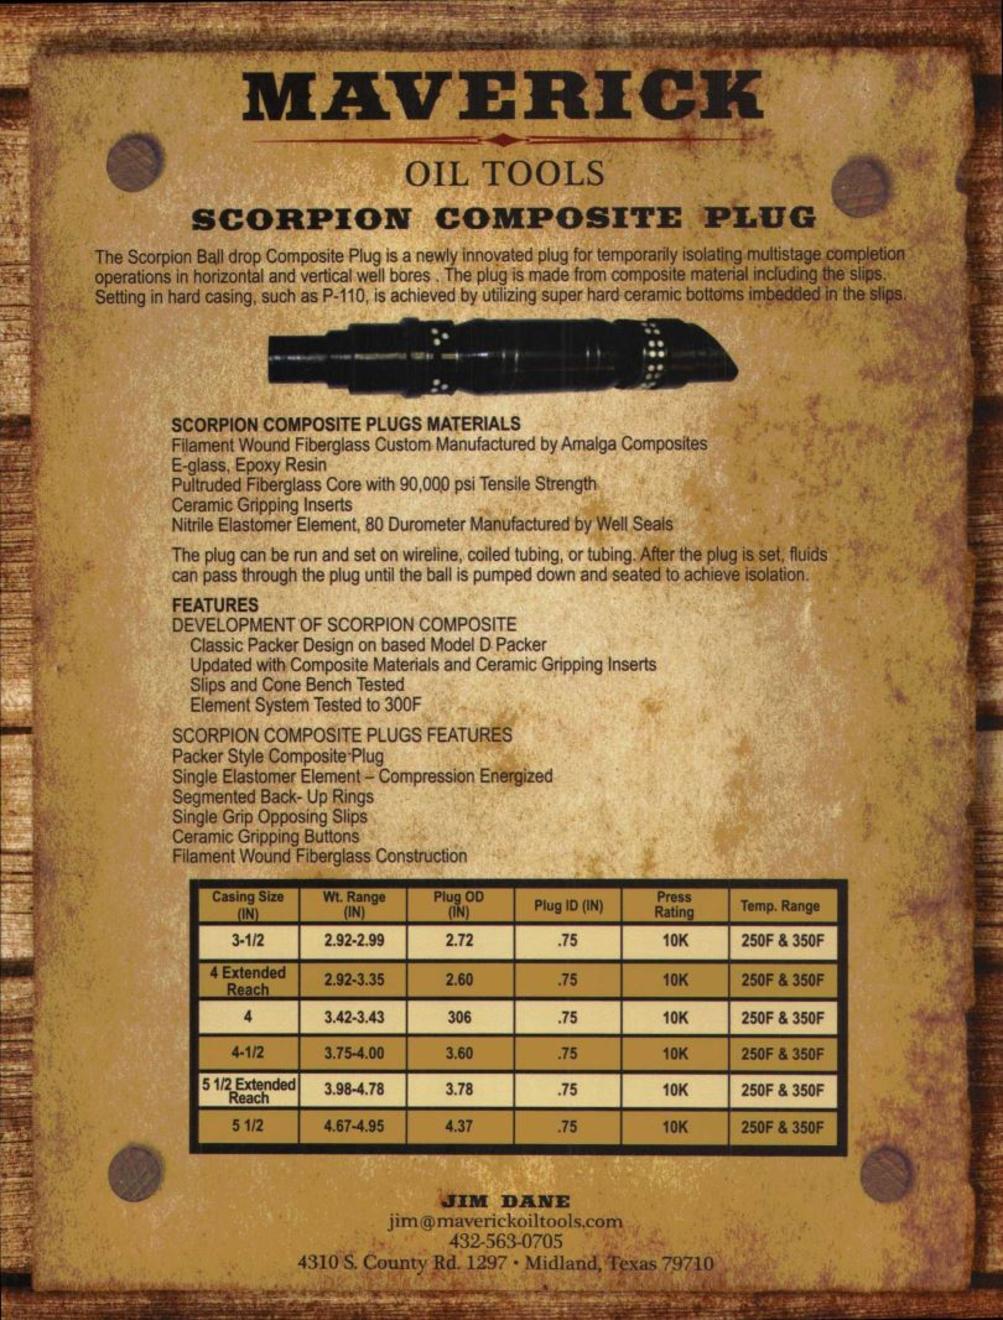 MAVERICK
OIL TOOLS
SCORPION COMPOSITE PLUG
The Scorpion Ball drop Composite Plug is a newly innovated plug for temporarily isolating multistage completion
operations in horizontal and vertical well bores . The plug is made from composite material including the slips.
Setting in hard casing, such as P-110, is achieved by utilizing super hard ceramic bottoms imbedded in the slips.
SCORPION COMPOSITE PLUGS MATERIALS
Filament Wound Fiberglass Custom Manufactured by Amalga Composites
E-glass, Epoxy Resin
Pultruded Fiberglass Core with 90,000 psi Tensile Strength
Ceramic Gripping Inserts
Nitrile Elastomer Element, 80 Durometer Manufactured by Well Seals
The plug can be run and set on wireline, coiled tubing, or tubing. After the plug is set, fluids
can pass through the plug until the ball is pumped down and seated to achieve isolation.
FEATURES
DEVELOPMENT OF SCORPION COMPOSITE
Classic Packer Design on based Model D Packer
Updated with Composite Materials and Ceramic Gripping Inserts
Slips and Cone Bench Tested
Element System Tested to 300F
SCORPION COMPOSITE PLUGS FEATURES
Packer Style Composite Plug
Single Elastomer Element – Compression Energized
Segmented Back- Up Rings
Single Grip Opposing Slips
Ceramic Gripping Buttons
Filament Wound Fiberglass Construction
Casing Size (IN) Wt. Range (IN) Plug OD (IN) Plug ID (IN) Press Rating Temp. Range
3-1/2 2.92-2.99 2.72 .75 10K 250F & 350F
4 Extended Reach 2.92-3.35 2.60 .75 10K 250F & 350F
4 3.42-3.43 306 .75 10K 250F & 350F
4-1/2 3.75-4.00 3.60 .75 10K 250F & 350F
5 1/2 Extended Reach 3.98-4.78 3.78 .75 10K 250F & 350F
5 1/2 4.67-4.95 4.37 .75 10K 250F & 350F
JIM DANE
jim@maverickoiltools.com
432-563-0705
4310 S. County Rd. 1297 • Midland, Texas 79710